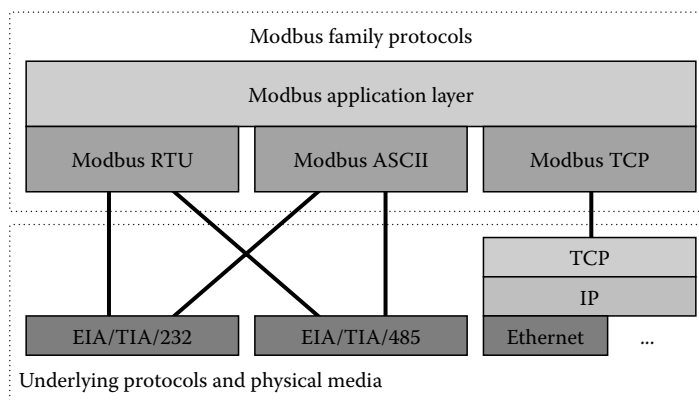 Modbus family protocols
Modbus application layer
Modbus RTU
Modbus ASCII
Modbus TCP
TCP
IP
EIA/TIA/232
EIA/TIA/485
Ethernet
...
Underlying protocols and physical media